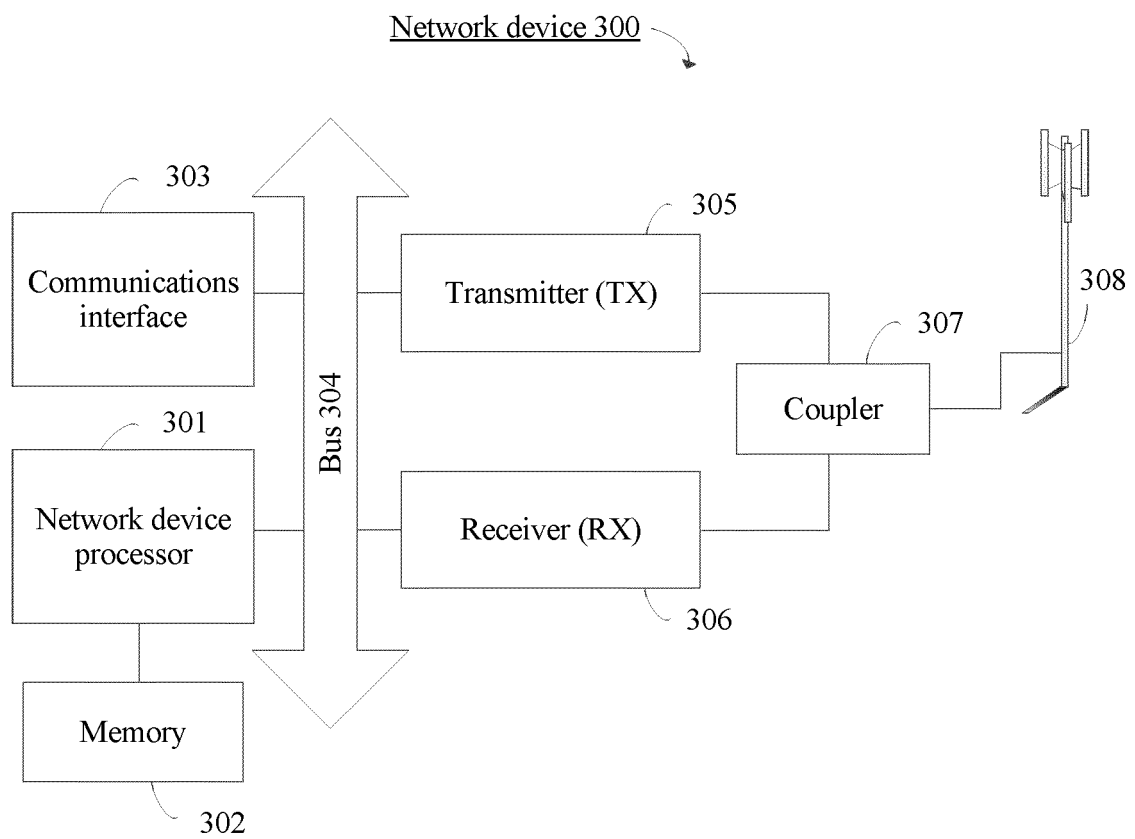 Network device 300
303
Communications
interface
305
Transmitter (TX)
308
307
Coupler
301
Network device
processor
Bus 304
Receiver (RX)
306
Memory
302